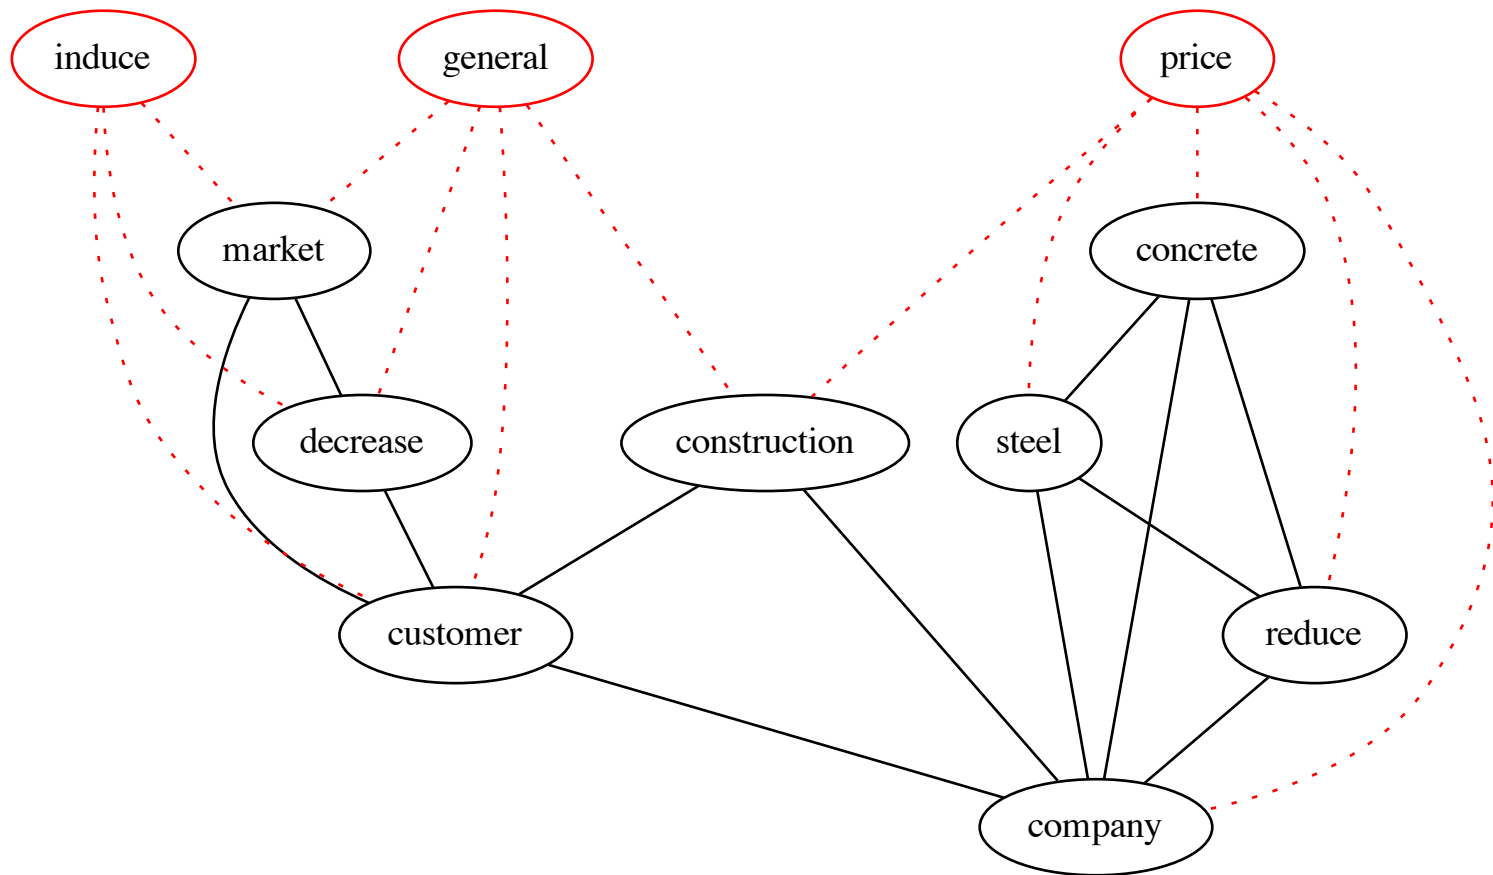 induce
general
price
market
concrete
decrease
construction
steel
customer
reduce
company